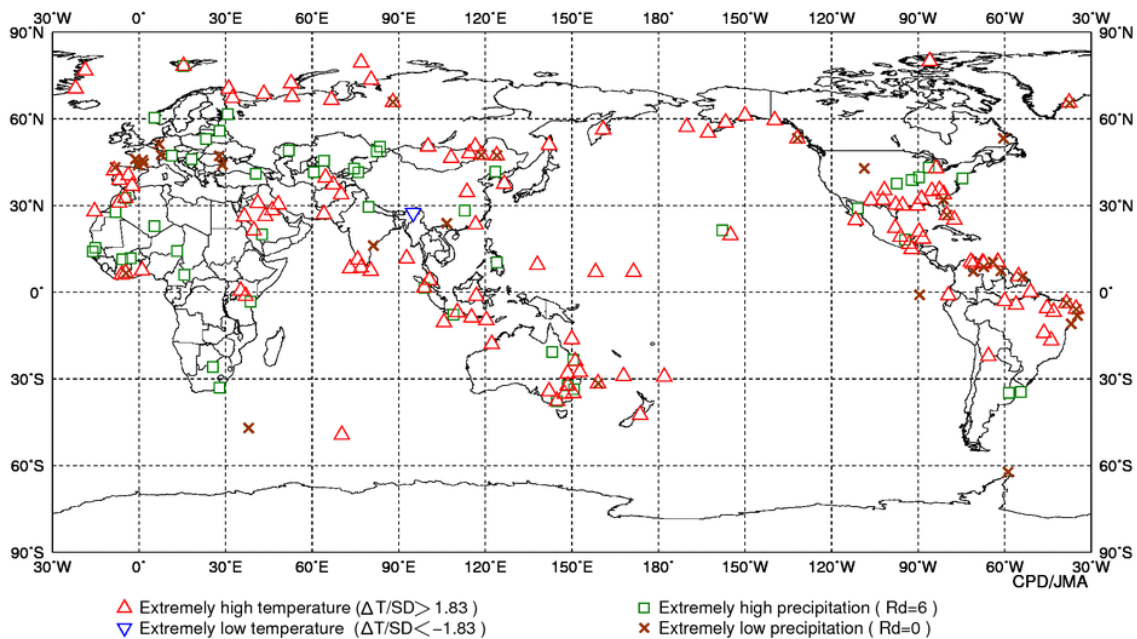 30°W 0° 30°E 60°E 90°E 120°E 150°E 180° 150°W 120°W 90°W 60°W 30°W
90°N 90°N
60°N 60°N
30°N 30°N
0° 0°
30°S 30°S
60°S 60°S
90°S 90°S
30°W 0° 30°E 60°E 90°E 120°E 150°E 180° 150°W 120°W 90°W 60°W 30°W
CPD/JMA
Extremely high temperature (ΔT/SD>1.83) Extremely high precipitation ( Rd=6 )
Extremely low temperature (ΔT/SD<−1.83) Extremely low precipitation ( Rd=0 )